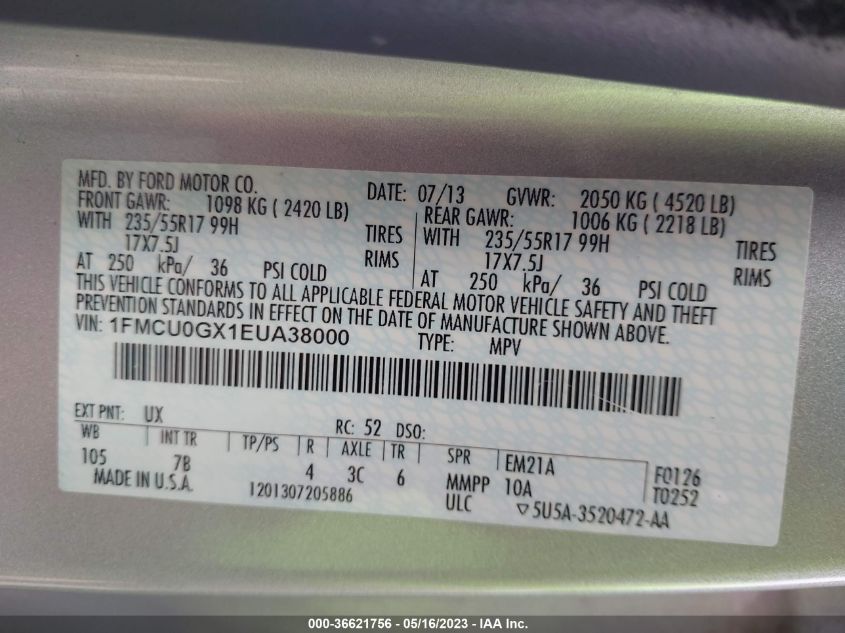 MFD. BY FORD MOTOR CO. DATE: 07/13 GVWR: 2050 KG ( 4520 LB)
FRONT GAWR: 1098 KG ( 2420 LB) REAR GAWR: 1006 KG ( 2218 LB)
WITH 235/55R17 99H TIRES WITH 235/55R17 99H TIRES
17X7.5J RIMS 17X7.5J RIMS
AT 250 kPa/ 36 PSI COLD AT 250 kPa/ 36 PSI COLD
THIS VEHICLE CONFORMS TO ALL APPLICABLE FEDERAL MOTOR VEHICLE SAFETY AND THEFT
PREVENTION STANDARDS IN EFFECT ON THE DATE OF MANUFACTURE SHOWN ABOVE.
VIN: 1FMCU0GX1EUA38000 TYPE: MPV
EXT PNT: UX RC: 52 DSO:
WB INT TR TP/PS R AXLE TR SPR EM21A F0126
105 7B 4 3C 6 MMPP 10A T0252
MADE IN U.S.A. 1201307205886 ULC ▽5U5A-3520472-AA
000-36621756 - 05/16/2023 - IAA Inc.